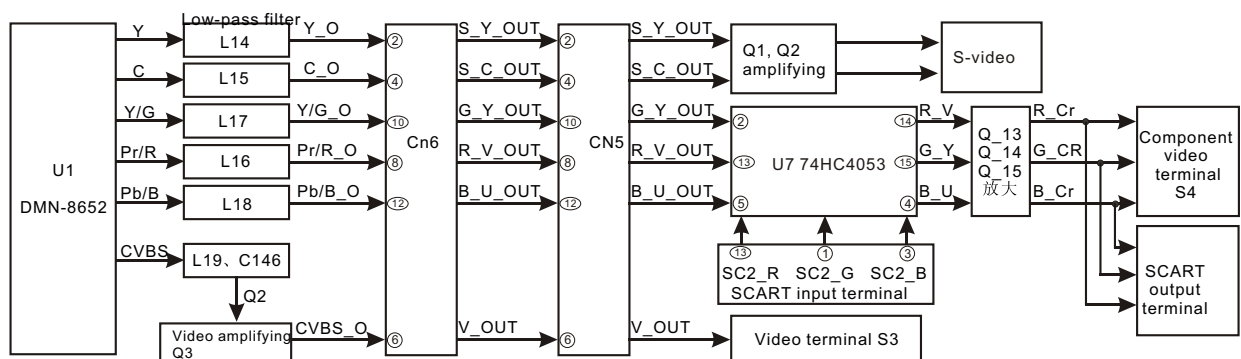 Low-pass filter
Y
L14
Y_O
②
S_Y_OUT
②
S_Y_OUT
Q1, Q2
amplifying
S-video
C
L15
C_O
④
S_C_OUT
④
S_C_OUT
Y/G
L17
Y/G_O
⑩
G_Y_OUT
⑩
G_Y_OUT
②
⑭
R_V
R_Cr
U1
DMN-8652
Cn6
CN5
U7 74HC4053
Q_13
Q_14
Q_15
放大
Component
video
terminal
S4
Pr/R
L16
Pr/R_O
⑧
R_V_OUT
⑧
R_V_OUT
⑬
⑮
G_Y
G_CR
Pb/B
L18
Pb/B_O
⑫
B_U_OUT
⑫
B_U_OUT
⑤
④
B_U
B_Cr
CVBS
L19、C146
Q2
⑬
①
③
SC2_R
SC2_G
SC2_B
SCART input terminal
SCART
output
terminal
Video amplifying
Q3
CVBS_O
⑥
V_OUT
⑥
V_OUT
Video terminal S3